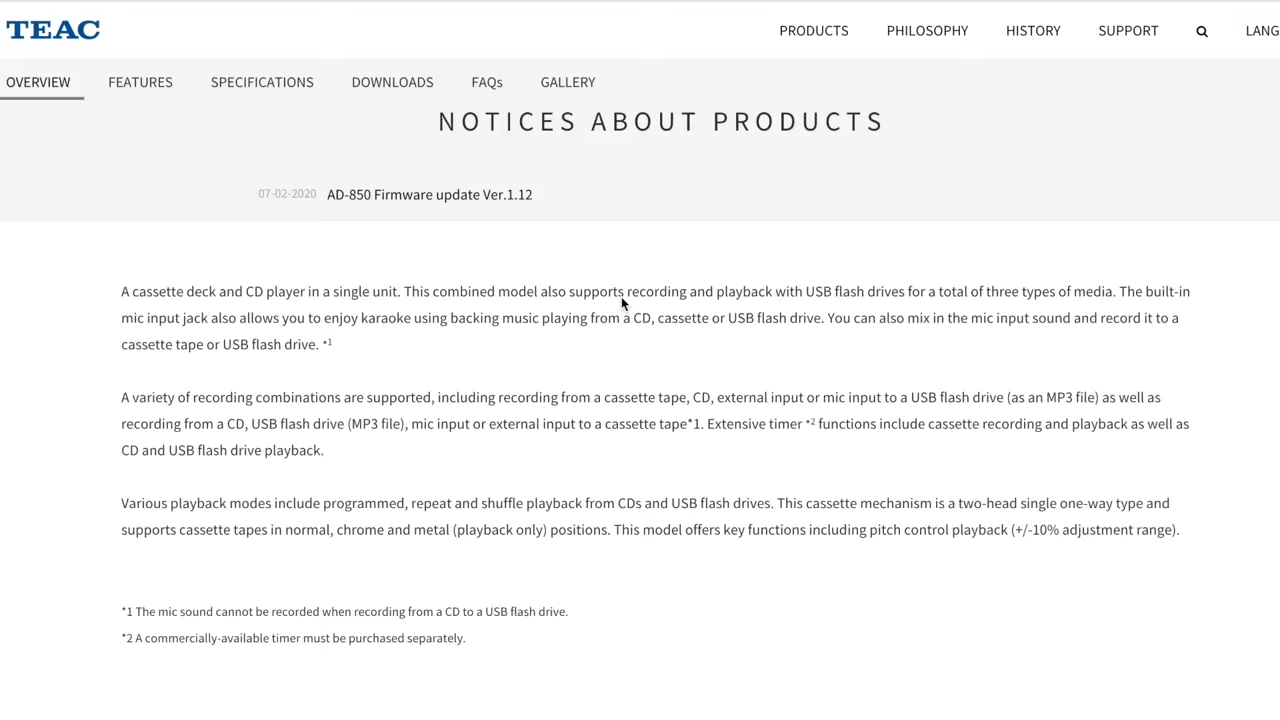 TEAC
PRODUCTS PHILOSOPHY HISTORY SUPPORT LANG
OVERVIEW FEATURES SPECIFICATIONS DOWNLOADS FAQs GALLERY
NOTICES ABOUT PRODUCTS
07-02-2020 AD-850 Firmware update Ver.1.12
A cassette deck and CD player in a single unit. This combined model also supports recording and playback with USB flash drives for a total of three types of media. The built-in
mic input jack also allows you to enjoy karaoke using backing music playing from a CD, cassette or USB flash drive. You can also mix in the mic input sound and record it to a
cassette tape or USB flash drive. *1
A variety of recording combinations are supported, including recording from a cassette tape, CD, external input or mic input to a USB flash drive (as an MP3 file) as well as
recording from a CD, USB flash drive (MP3 file), mic input or external input to a cassette tape*1. Extensive timer *2 functions include cassette recording and playback as well as
CD and USB flash drive playback.
Various playback modes include programmed, repeat and shuffle playback from CDs and USB flash drives. This cassette mechanism is a two-head single one-way type and
supports cassette tapes in normal, chrome and metal (playback only) positions. This model offers key functions including pitch control playback (+/-10% adjustment range).
*1 The mic sound cannot be recorded when recording from a CD to a USB flash drive.
*2 A commercially-available timer must be purchased separately.